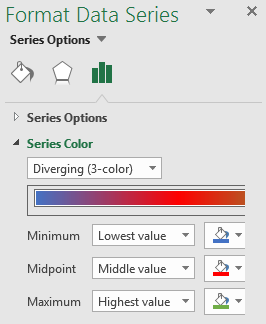 Format Data Series
Series Options
Series Options
Series Color
Diverging (3-color)
Minimum Lowest value
Midpoint Middle value
Maximum Highest value